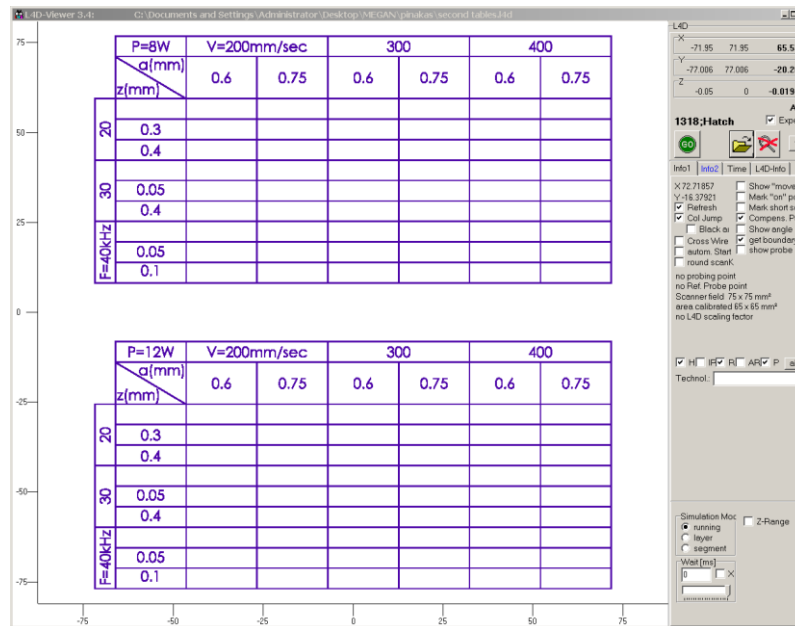 L4D-Viewer 3.4: C:\Documents and Settings\Administrator\Desktop\MEGAN\pinakas\second tables.l4d
P=8W V=200mm/sec 300 400
a(mm)
z(mm) 0.6 0.75 0.6 0.75 0.6 0.75
20
0.3
0.4
30
0.05
0.4
F=40kHz
0.05
0.1
P=12W V=200mm/sec 300 400
a(mm)
z(mm) 0.6 0.75 0.6 0.75 0.6 0.75
20
0.3
0.4
30
0.05
0.4
F=40kHz
0.05
0.1
75
50
25
0
-25
-50
-75
-75 -50 -25 0 25 50 75
L4D
X
-71.95 71.95 65.5
Y
-77.006 77.006 -20.2
Z
-0.05 0 -0.019
A
1318;Hatch
GO
Info1 Info2 Time L4D-Info
X 72.71857
Y -16.37921
Show "move
Mark "on" p
Refresh
Mark short s
Col Jump
Compens. P
Show angle
Cross Wire
get boundary
autom. Start
show probe
round scanK
no probing point
no Ref. Probe point
Scannerfield 75 x 75 mm²
area calibrated 65 x 65 mm²
no L4D scaling factor
H IF R AR P
Technol.:
Simulation Moc
Z-Range
running
layer
segment
Wait [ms]
0 X